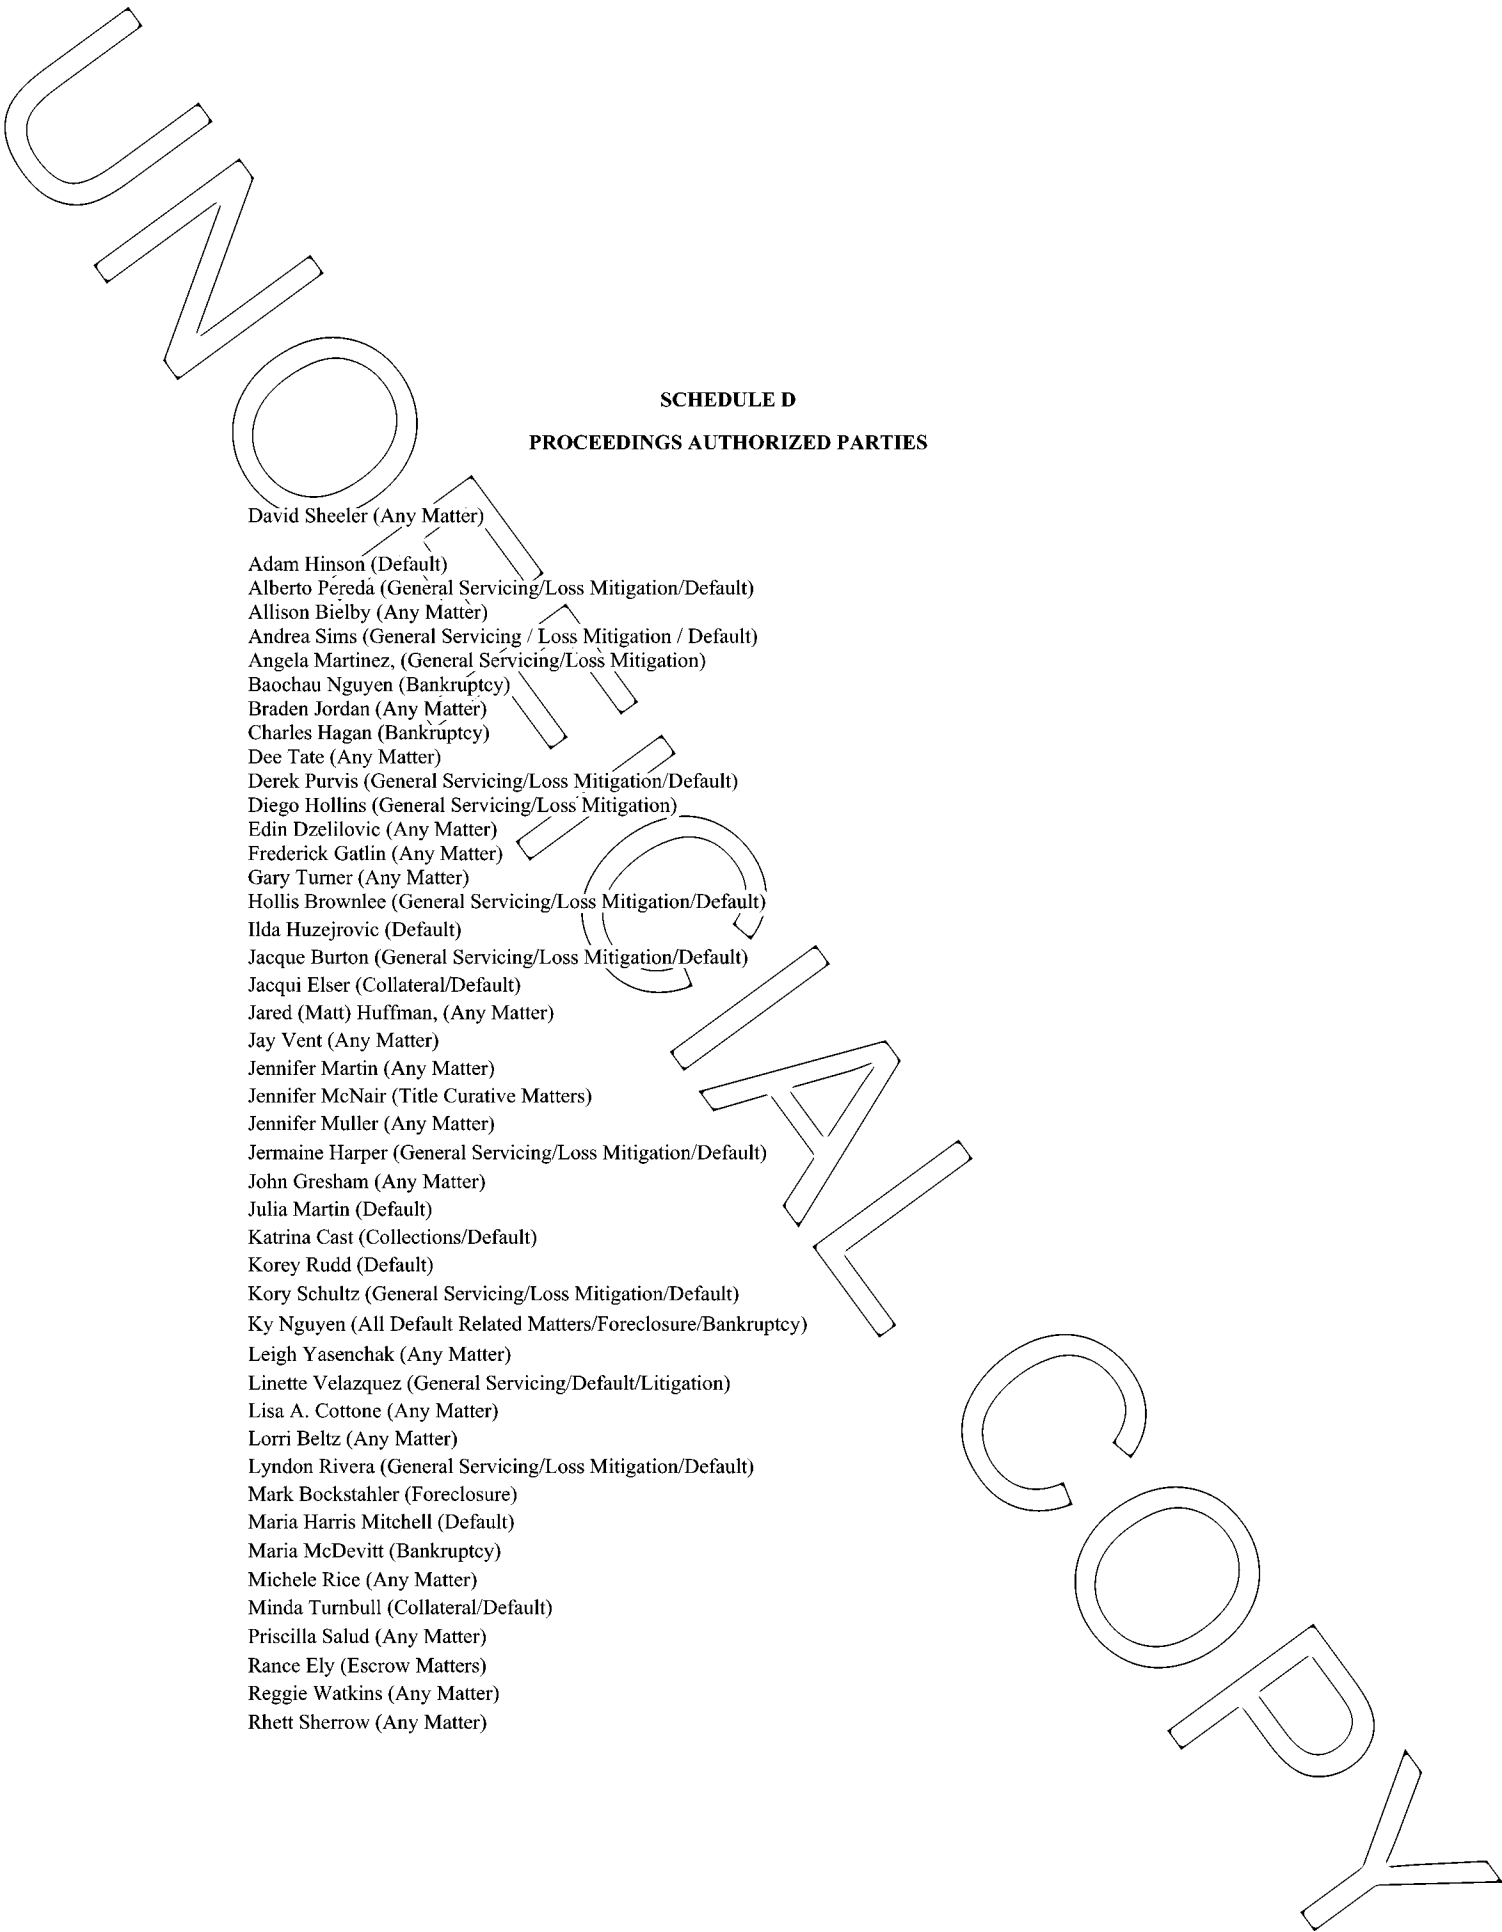 UNOFFICIAL COPY
SCHEDULE D
PROCEEDINGS AUTHORIZED PARTIES
David Sheeler (Any Matter)
Adam Hinson (Default)
Alberto Pereda (General Servicing/Loss Mitigation/Default)
Allison Bielby (Any Matter)
Andrea Sims (General Servicing / Loss Mitigation / Default)
Angela Martinez, (General Servicing/Loss Mitigation)
Baochau Nguyen (Bankruptcy)
Braden Jordan (Any Matter)
Charles Hagan (Bankruptcy)
Dee Tate (Any Matter)
Derek Purvis (General Servicing/Loss Mitigation/Default)
Diego Hollins (General Servicing/Loss Mitigation)
Edin Dzelilovic (Any Matter)
Frederick Gatlin (Any Matter)
Gary Turner (Any Matter)
Hollis Brownlee (General Servicing/Loss Mitigation/Default)
Ilda Huzejrovic (Default)
Jacque Burton (General Servicing/Loss Mitigation/Default)
Jacqui Elser (Collateral/Default)
Jared (Matt) Huffman, (Any Matter)
Jay Vent (Any Matter)
Jennifer Martin (Any Matter)
Jennifer McNair (Title Curative Matters)
Jennifer Muller (Any Matter)
Jermaine Harper (General Servicing/Loss Mitigation/Default)
John Gresham (Any Matter)
Julia Martin (Default)
Katrina Cast (Collections/Default)
Korey Rudd (Default)
Kory Schultz (General Servicing/Loss Mitigation/Default)
Ky Nguyen (All Default Related Matters/Foreclosure/Bankruptcy)
Leigh Yasenchak (Any Matter)
Linette Velazquez (General Servicing/Default/Litigation)
Lisa A. Cottone (Any Matter)
Lorri Beltz (Any Matter)
Lyndon Rivera (General Servicing/Loss Mitigation/Default)
Mark Bockstahler (Foreclosure)
Maria Harris Mitchell (Default)
Maria McDevitt (Bankruptcy)
Michele Rice (Any Matter)
Minda Turnbull (Collateral/Default)
Priscilla Salud (Any Matter)
Rance Ely (Escrow Matters)
Reggie Watkins (Any Matter)
Rhett Sherrow (Any Matter)